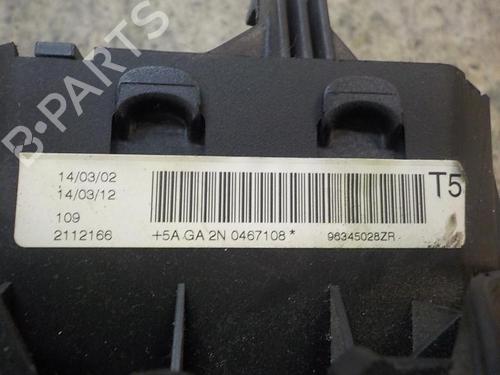 B-PARTS
14/03/02
14/03/12
109
2112166
+5A GA 2N 0467108 *
96345028ZR
T5